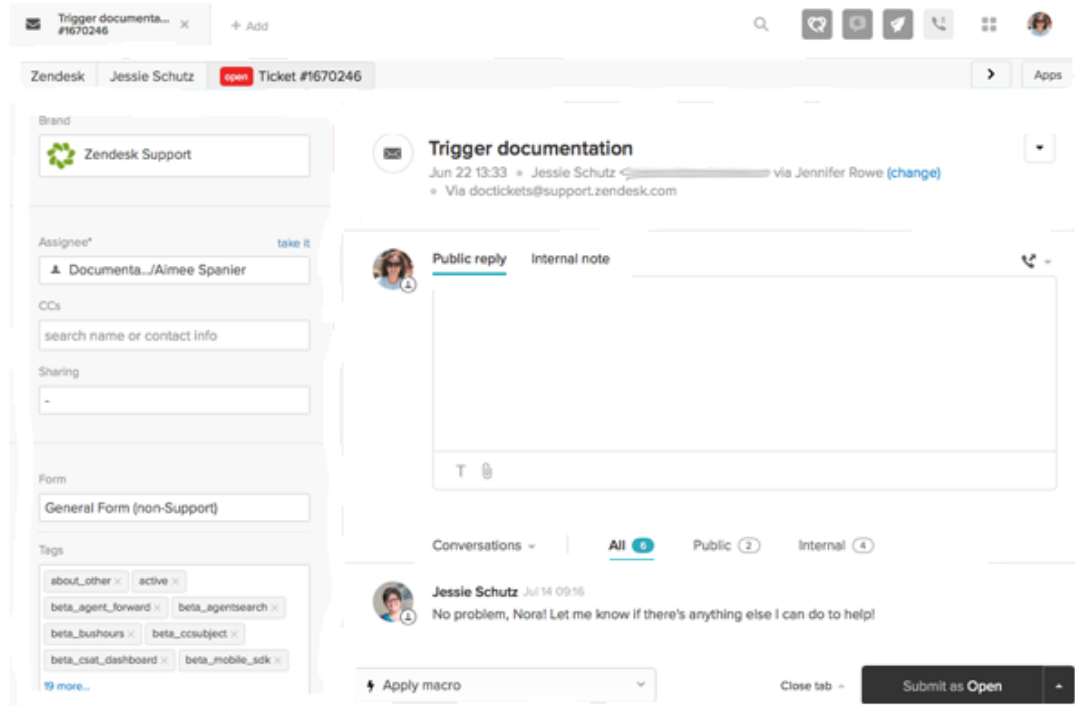 Trigger documenta...
#1670246
+ Add
Zendesk Jessie Schutz open Ticket #1670246
Apps
Brand
Zendesk Support
Trigger documentation
Jun 22 13:33 Jessie Schutz < via Jennifer Rowe (change)
Via doctickets@support.zendesk.com
Assignee* take it
Documenta.../Aimee Spanier
CCs
search name or contact info
Sharing
-
Form
General Form (non-Support)
Tags
about_other × active ×
beta_agent_forward × beta_agentsearch ×
beta_bushours × beta_ccsubject ×
beta_csat_dashboard × beta_mobile_sdk ×
19 more...
Public reply Internal note
T
Conversations All 6 Public 2 Internal 4
Jessie Schutz Jul 14 09:16
No problem, Nora! Let me know if there's anything else I can do to help!
Apply macro
Close tab
Submit as Open